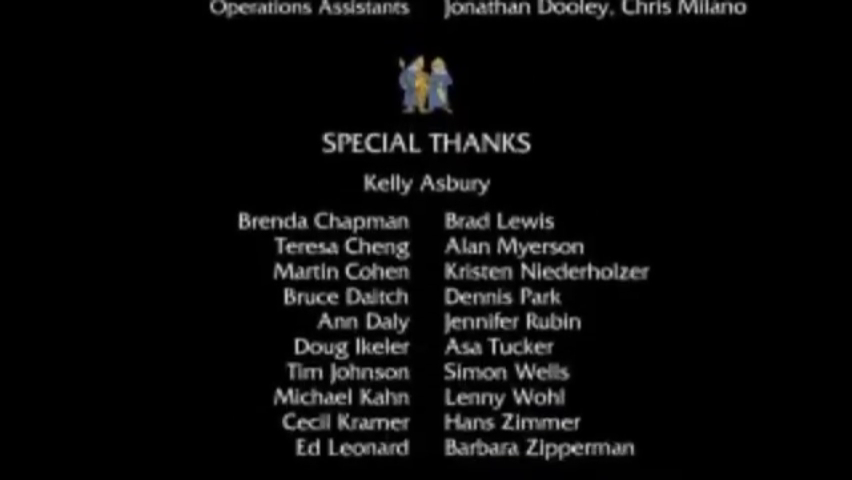 Operations Assistants Jonathan Dooley, Chris Milano
SPECIAL THANKS
Kelly Asbury
Brenda Chapman Brad Lewis
Teresa Cheng Alan Myerson
Martin Cohen Kristen Niederholzer
Bruce Daitch Dennis Park
Ann Daly Jennifer Rubin
Doug Ikeler Asa Tucker
Tim Johnson Simon Wells
Michael Kahn Lenny Wohl
Cecil Kramer Hans Zimmer
Ed Leonard Barbara Zipperman